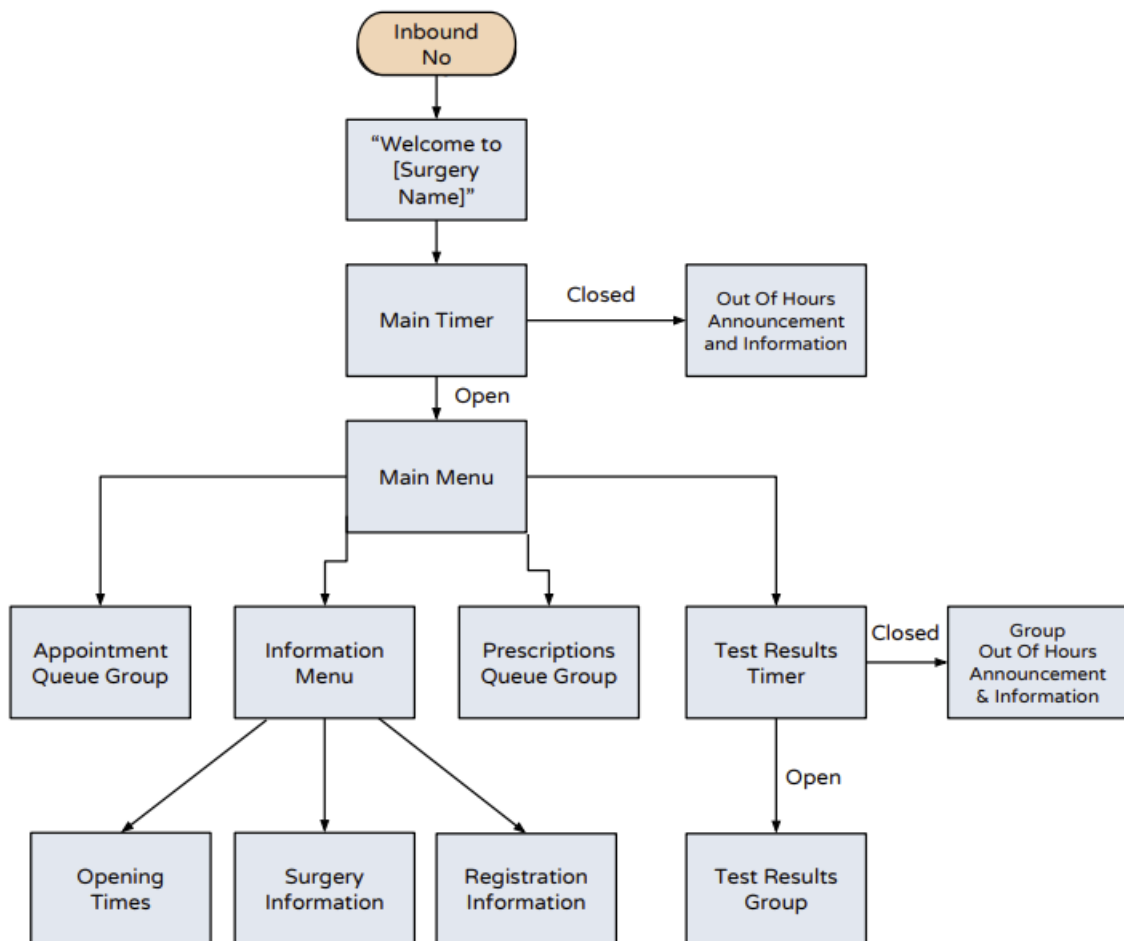 Inbound
No
“Welcome to
[Surgery
Name]”
Main Timer
Closed
Out Of Hours
Announcement
and Information
Open
Main Menu
Appointment
Queue Group
Information
Menu
Prescriptions
Queue Group
Test Results
Timer
Closed
Group
Out Of Hours
Announcement
& Information
Open
Opening
Times
Surgery
Information
Registration
Information
Test Results
Group